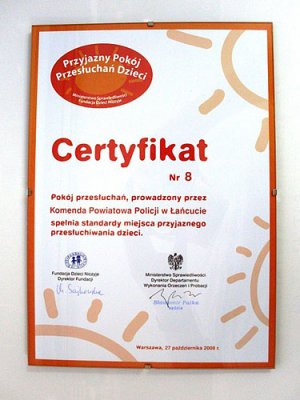 Przyjazny Pokój
Przesłuchań Dzieci
Ministerstwo Sprawiedliwości
Fundacja Dzieci Niczyje
Certyfikat
Nr 8
Pokój przesłuchań, prowadzony przez
Komenda Powiatowa Policji w Łańcucie
spełnia standardy miejsca przyjaznego
przesłuchiwania dzieci.
Fundacja Dzieci Niczyje
Dyrektor Fundacji
Ministerstwo Sprawiedliwości
Dyrektor Departamentu
Wykonania Orzeczeń i Probacji
Warszawa, 27 października 2008 r.